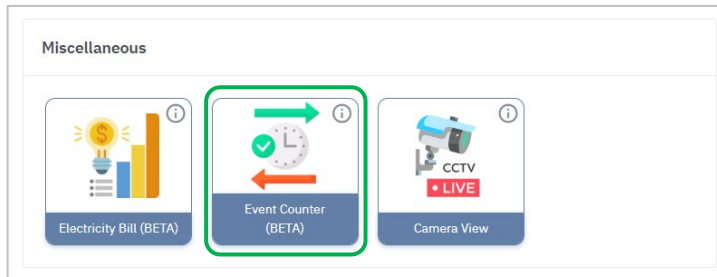 Miscellaneous
Electricity Bill (BETA)
Event Counter
(BETA)
CCTV
LIVE
Camera View